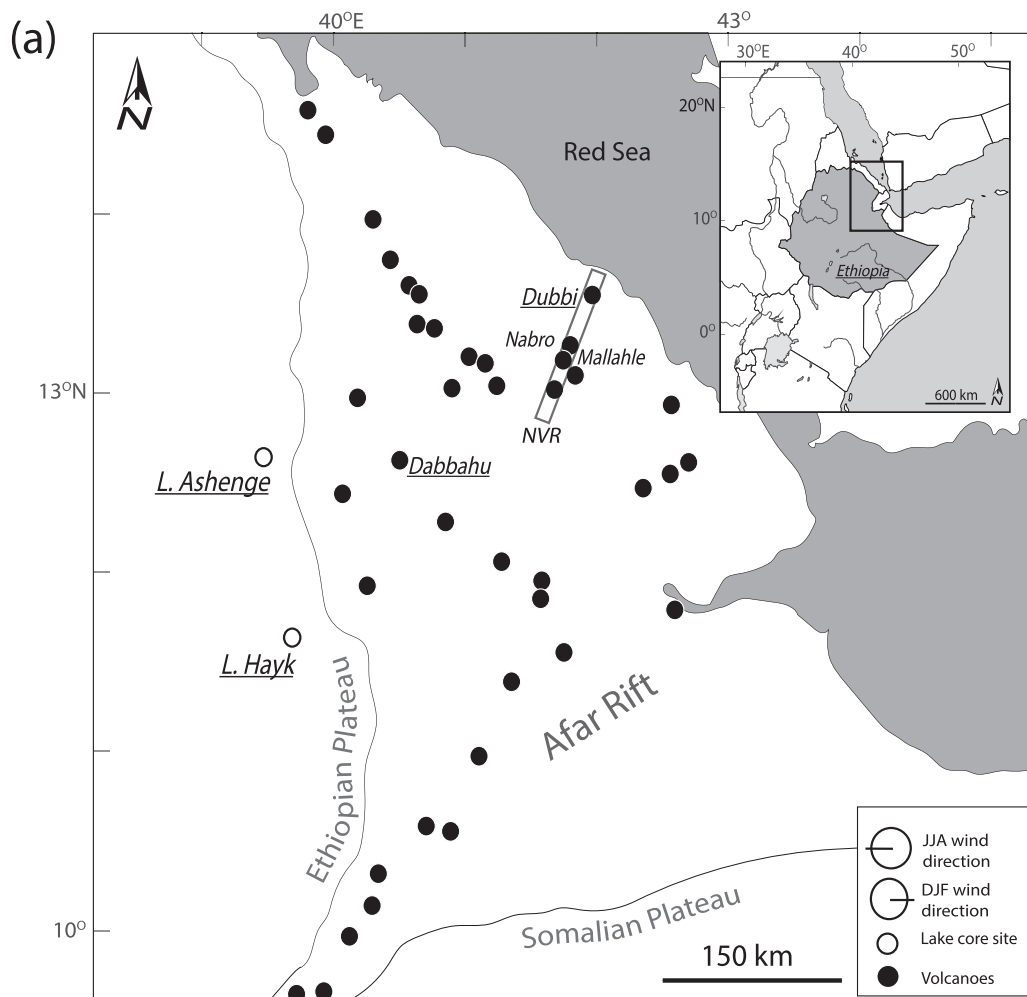 (a)
40°E
43°
30°E
40°
50°
20°N
10°
0°
Ethiopia
600 km
N
N
Red Sea
Dubbi
Nabro
Mallahle
NVR
13°N
Dabbahu
L. Ashenge
L. Hayk
Ethiopian Plateau
Afar Rift
Somalian Plateau
10°
150 km
JJA wind
direction
DJF wind
direction
Lake core site
Volcanoes